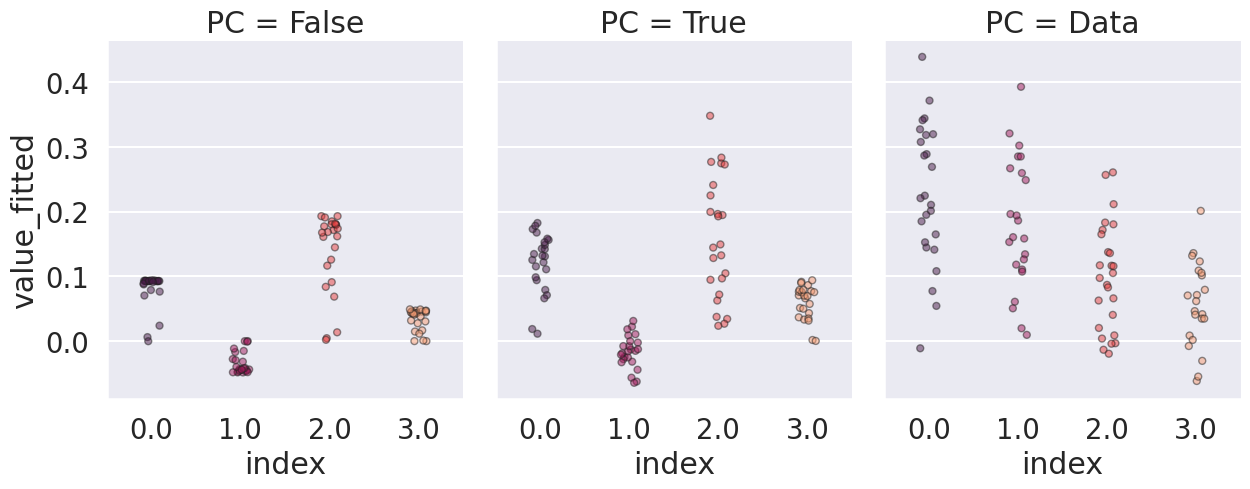 PC = False
PC = True
PC = Data
value_fitted
0.4
0.3
0.2
0.1
0.0
0.0 1.0 2.0 3.0
0.0 1.0 2.0 3.0
0.0 1.0 2.0 3.0
index
index
index